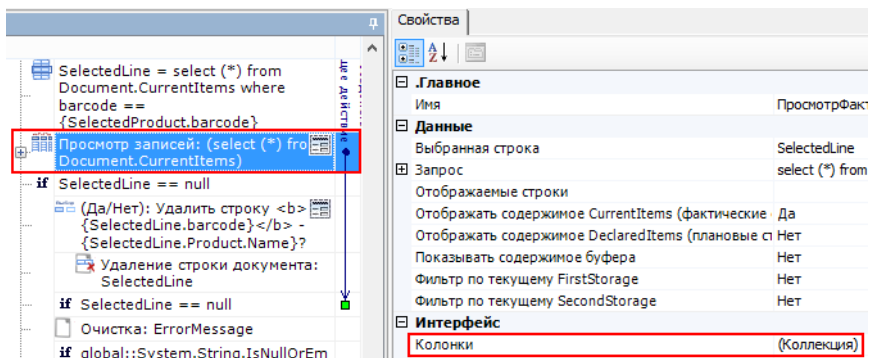 SelectedLine = select (*) from
Document.CurrentItems where
barcode ==
{SelectedProduct.barcode}
Просмотр записей: (select (*) fro
Document.CurrentItems)
if SelectedLine == null
(Да/Нет): Удалить строку <b>
{SelectedLine.barcode}</b> -
{SelectedLine.Product.Name}?
Удаление строки документа:
SelectedLine
if SelectedLine == null
Очистка: ErrorMessage
if global::System.String.IsNullOrEm
Свойства
.Главное
Имя ПросмотрФакт
Данные
Выбранная строка SelectedLine
Запрос select (*) from
Отображаемые строки
Отображать содержимое CurrentItems (фактические Да
Отображать содержимое DeclaredItems (плановые ст Нет
Показывать содержимое буфера Нет
Фильтр по текущему FirstStorage Нет
Фильтр по текущему SecondStorage Нет
Интерфейс
Колонки (Коллекция)